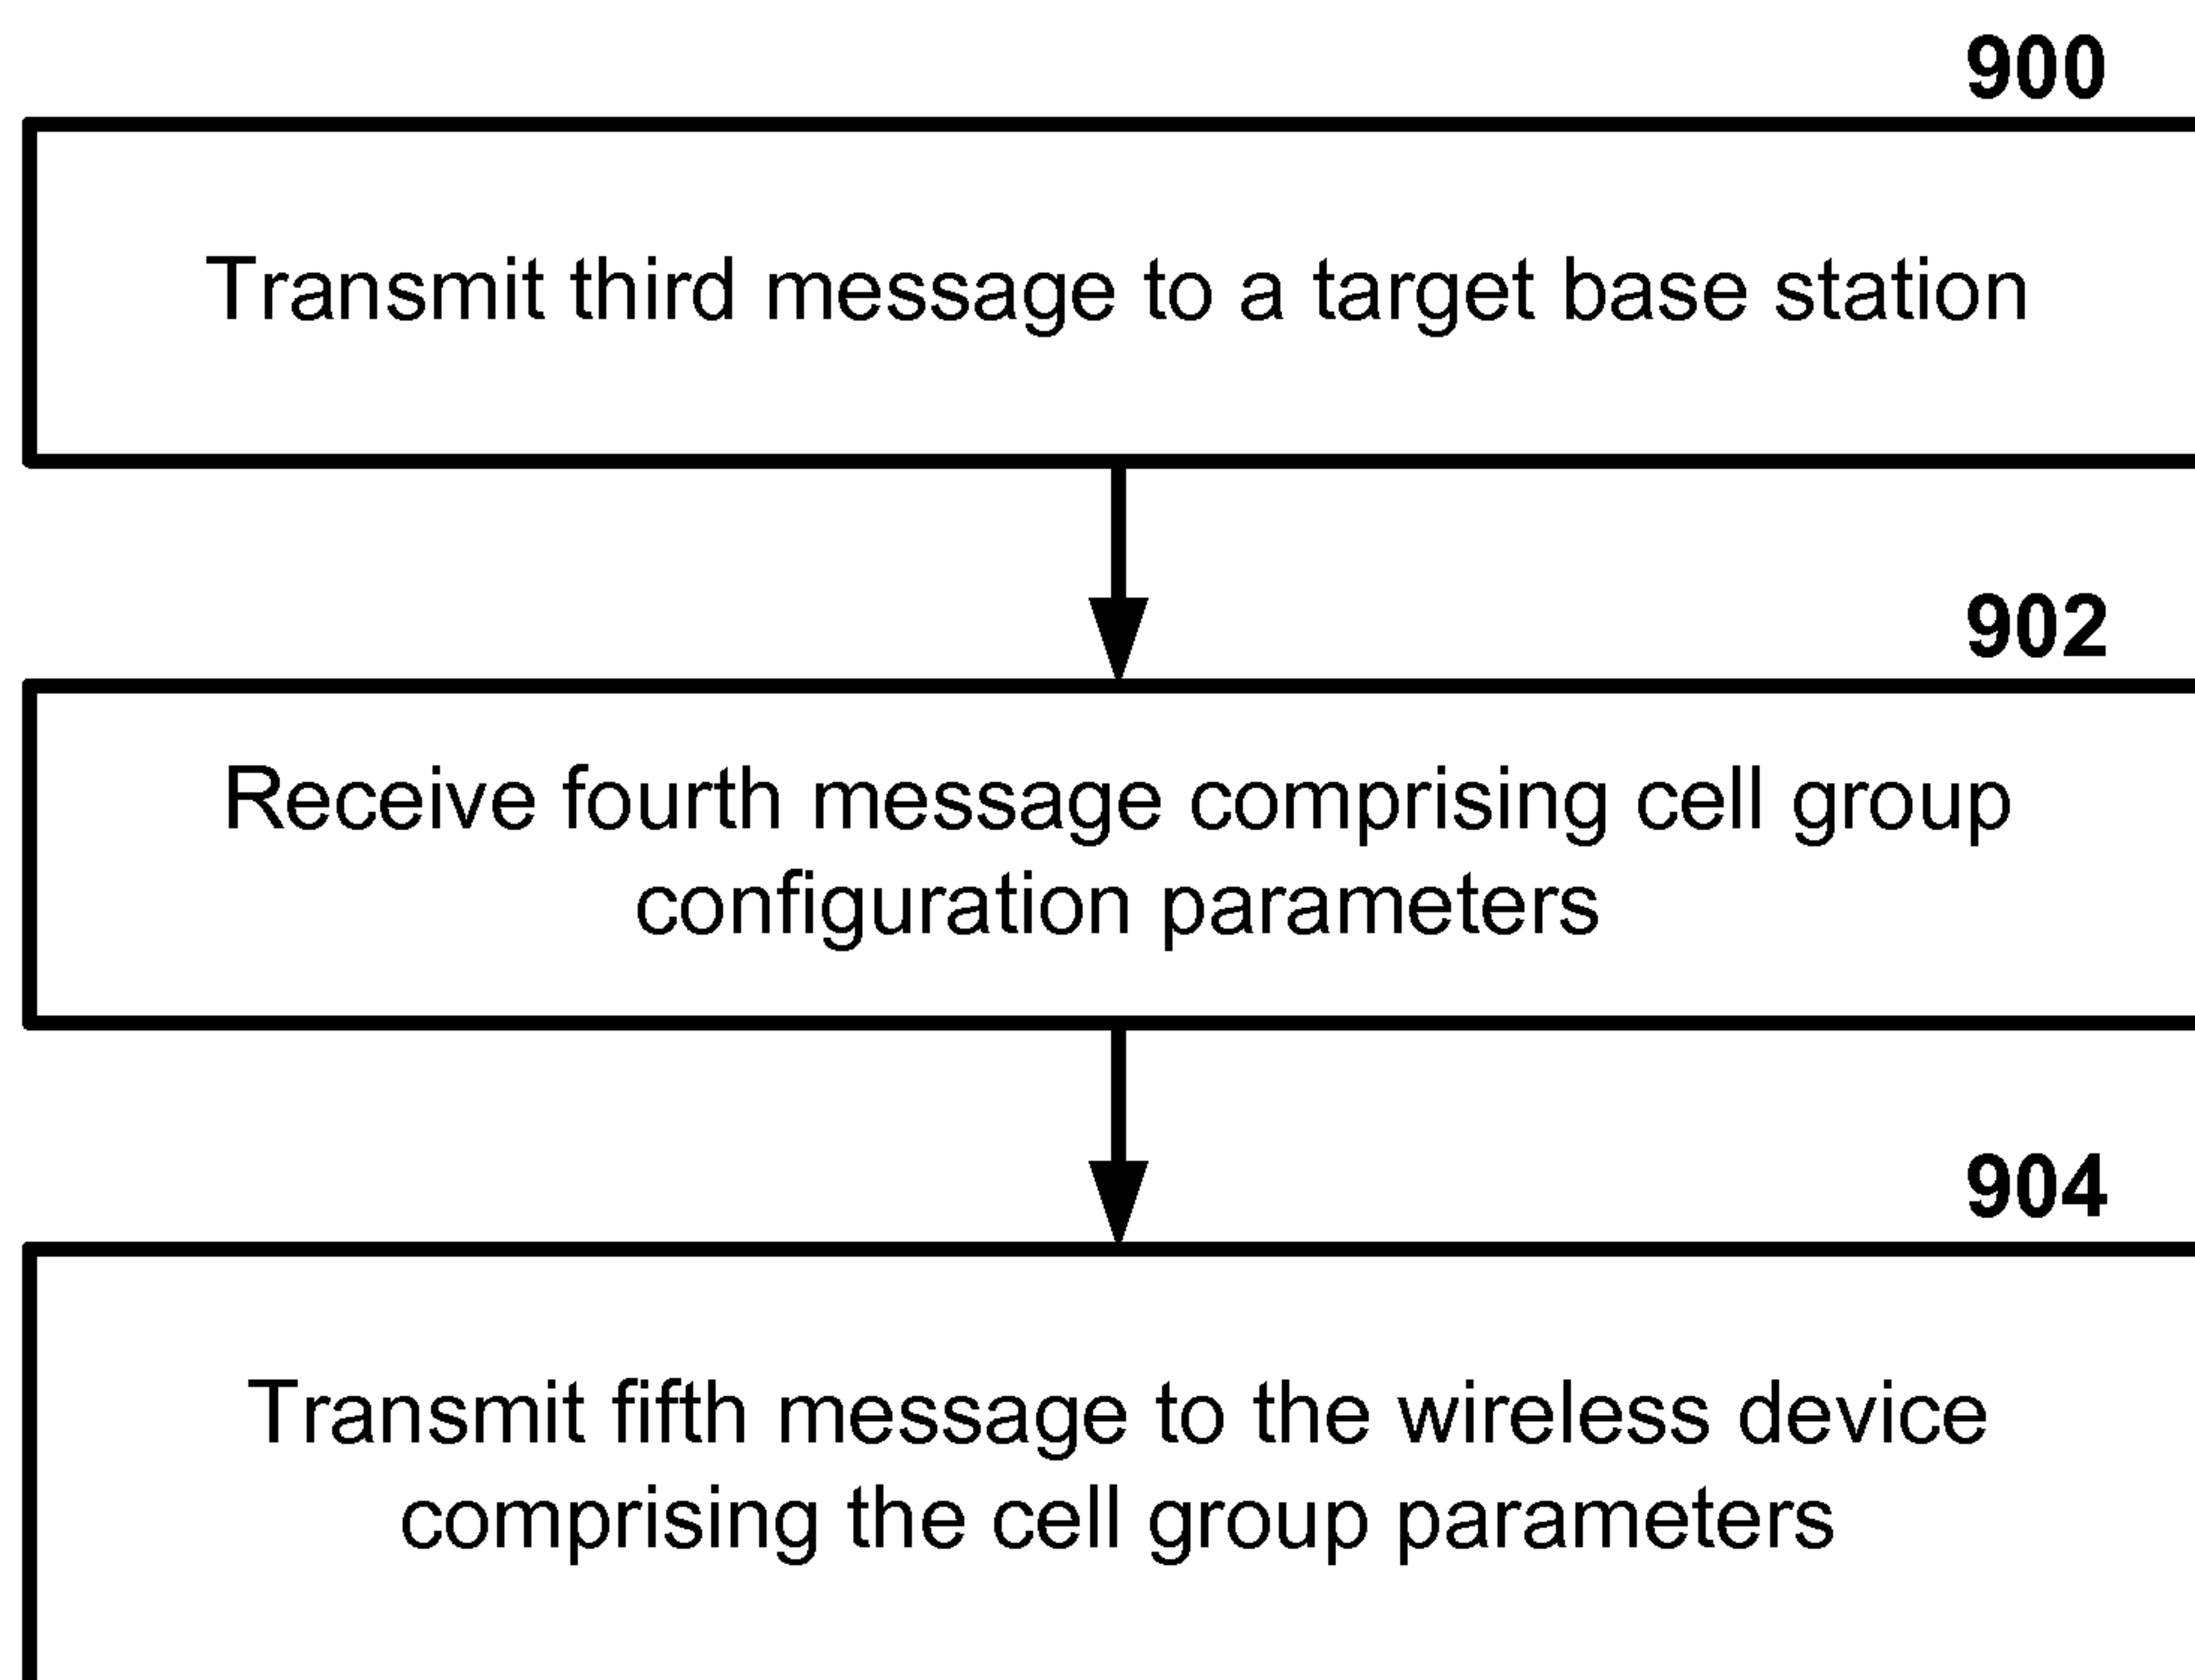 900
Transmit third message to a target base station
902
Receive fourth message comprising cell group
configuration parameters
904
Transmit fifth message to the wireless device
comprising the cell group parameters